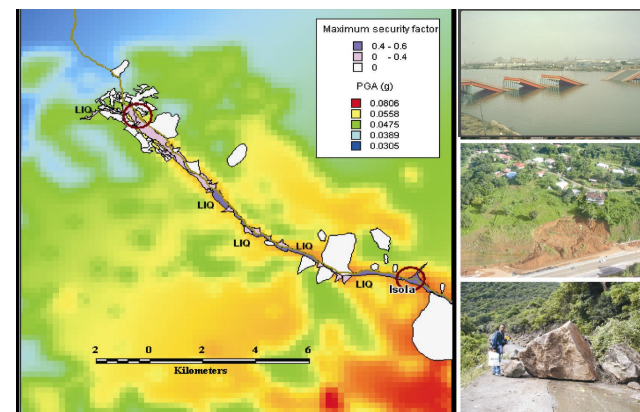 Maximum security factor
0.4 - 0.6
0 - 0.4
0
PGA (g)
0.0806
0.0558
0.0475
0.0389
0.0305
LIQ
LIQ
LIQ
LIQ
LIQ
Isola
2 0 2 4 6
Kilometers